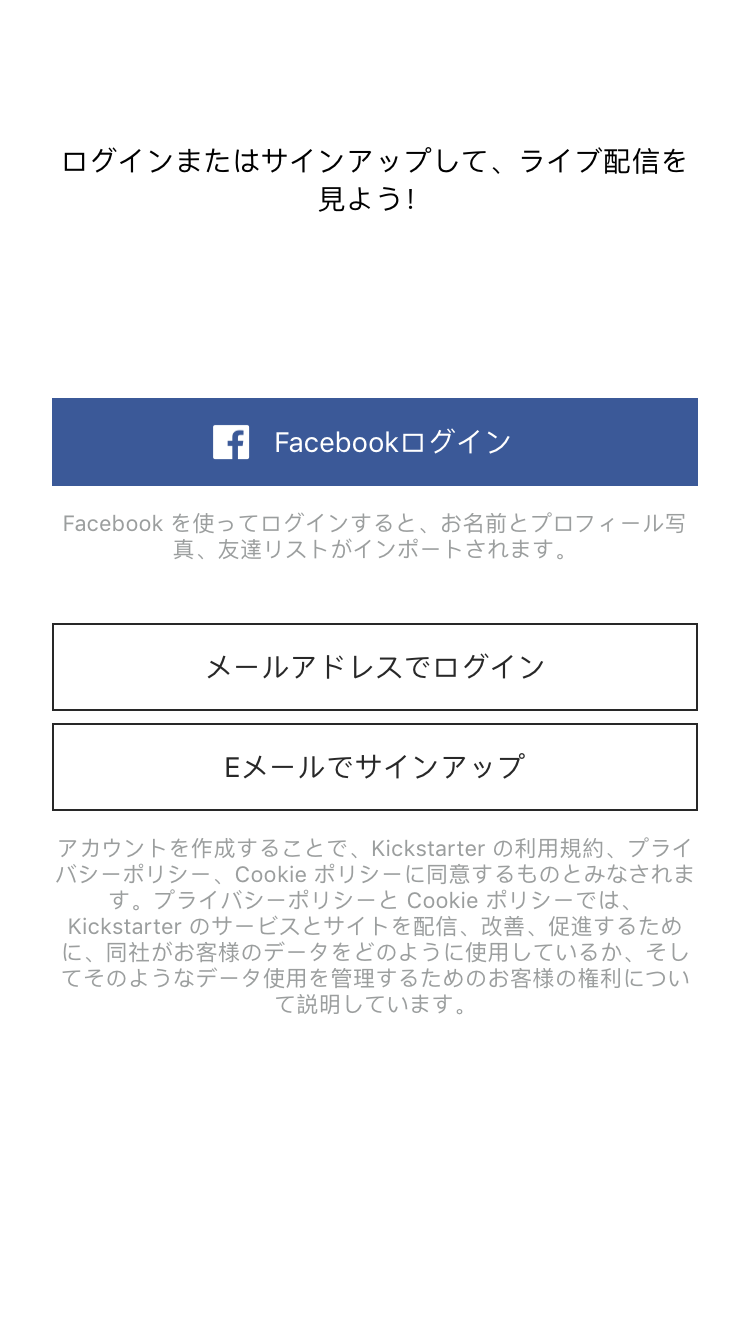 ログインまたはサインアップして、ライブ配信を
見よう!
Facebookログイン
Facebook を使ってログインすると、お名前とプロフィール写
真、友達リストがインポートされます。
メールアドレスでログイン
Eメールでサインアップ
アカウントを作成することで、Kickstarter の利用規約、プライ
バシーポリシー、Cookie ポリシーに同意するものとみなされま
す。プライバシーポリシーと Cookie ポリシーでは、
Kickstarter のサービスとサイトを配信、改善、促進するため
に、同社がお客様のデータをどのように使用しているか、そし
てそのようなデータ使用を管理するためのお客様の権利につい
て説明しています。